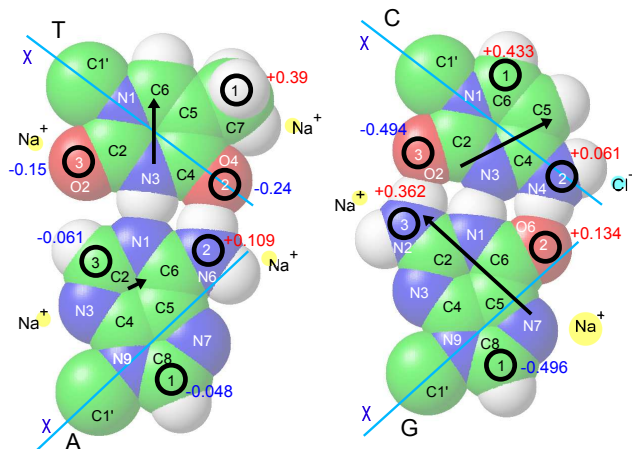 T
χ
C1'
C6
1
+0.39
N1
C5
Na+
C7
Na+
C2
O4
3
-0.15
O2
N3
C4
2
-0.24
-0.061
N1
2
+0.109
3
C2
C6
N6
Na+
N3
C5
Na+
C4
N7
N9
C8
1
-0.048
C1'
χ
A
C
χ
+0.433
C1'
1
N1
C6
C5
-0.494
3
C2
C4
+0.061
O2
N3
2
N4
Cl-
+0.362
Na+
3
N1
O6
2
+0.134
N2
C2
C6
N3
C5
C4
N7
Na+
N9
C8
1
-0.496
C1'
χ
G